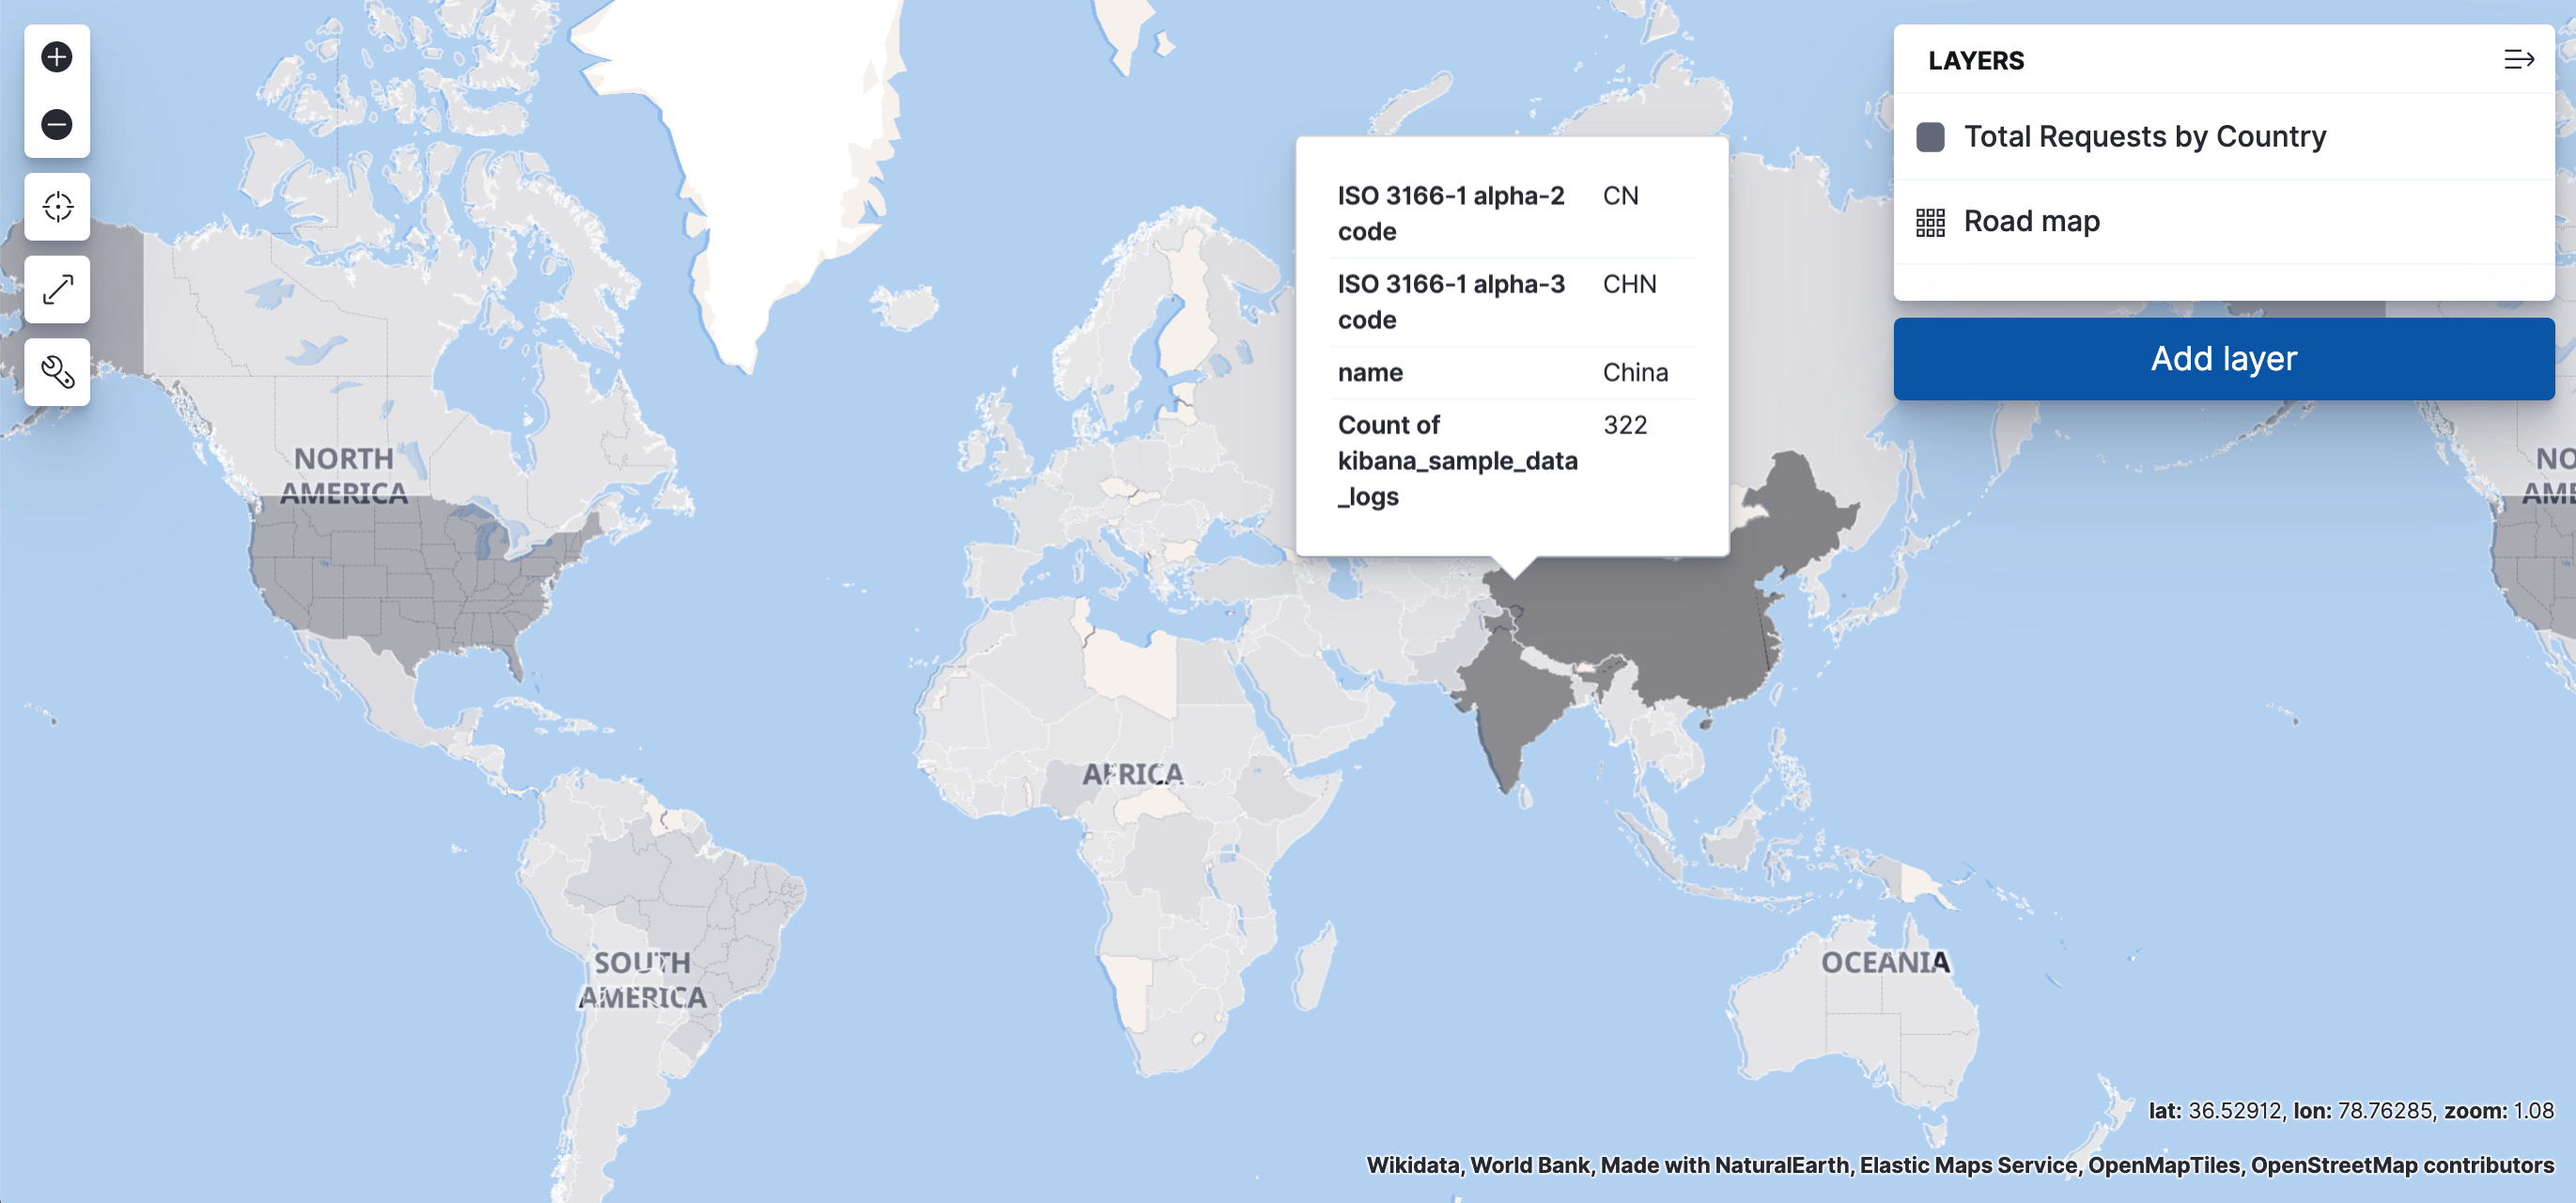 LAYERS
Total Requests by Country
Road map
Add layer
ISO 3166-1 alpha-2 CN
code
ISO 3166-1 alpha-3 CHN
code
name China
Count of 322
kibana_sample_data
_logs
NORTH
AMERICA
NO
AME
AFRICA
SOUTH
AMERICA
OCEANIA
lat: 36.52912, lon: 78.76285, zoom: 1.08
Wikidata, World Bank, Made with NaturalEarth, Elastic Maps Service, OpenMapTiles, OpenStreetMap contributors